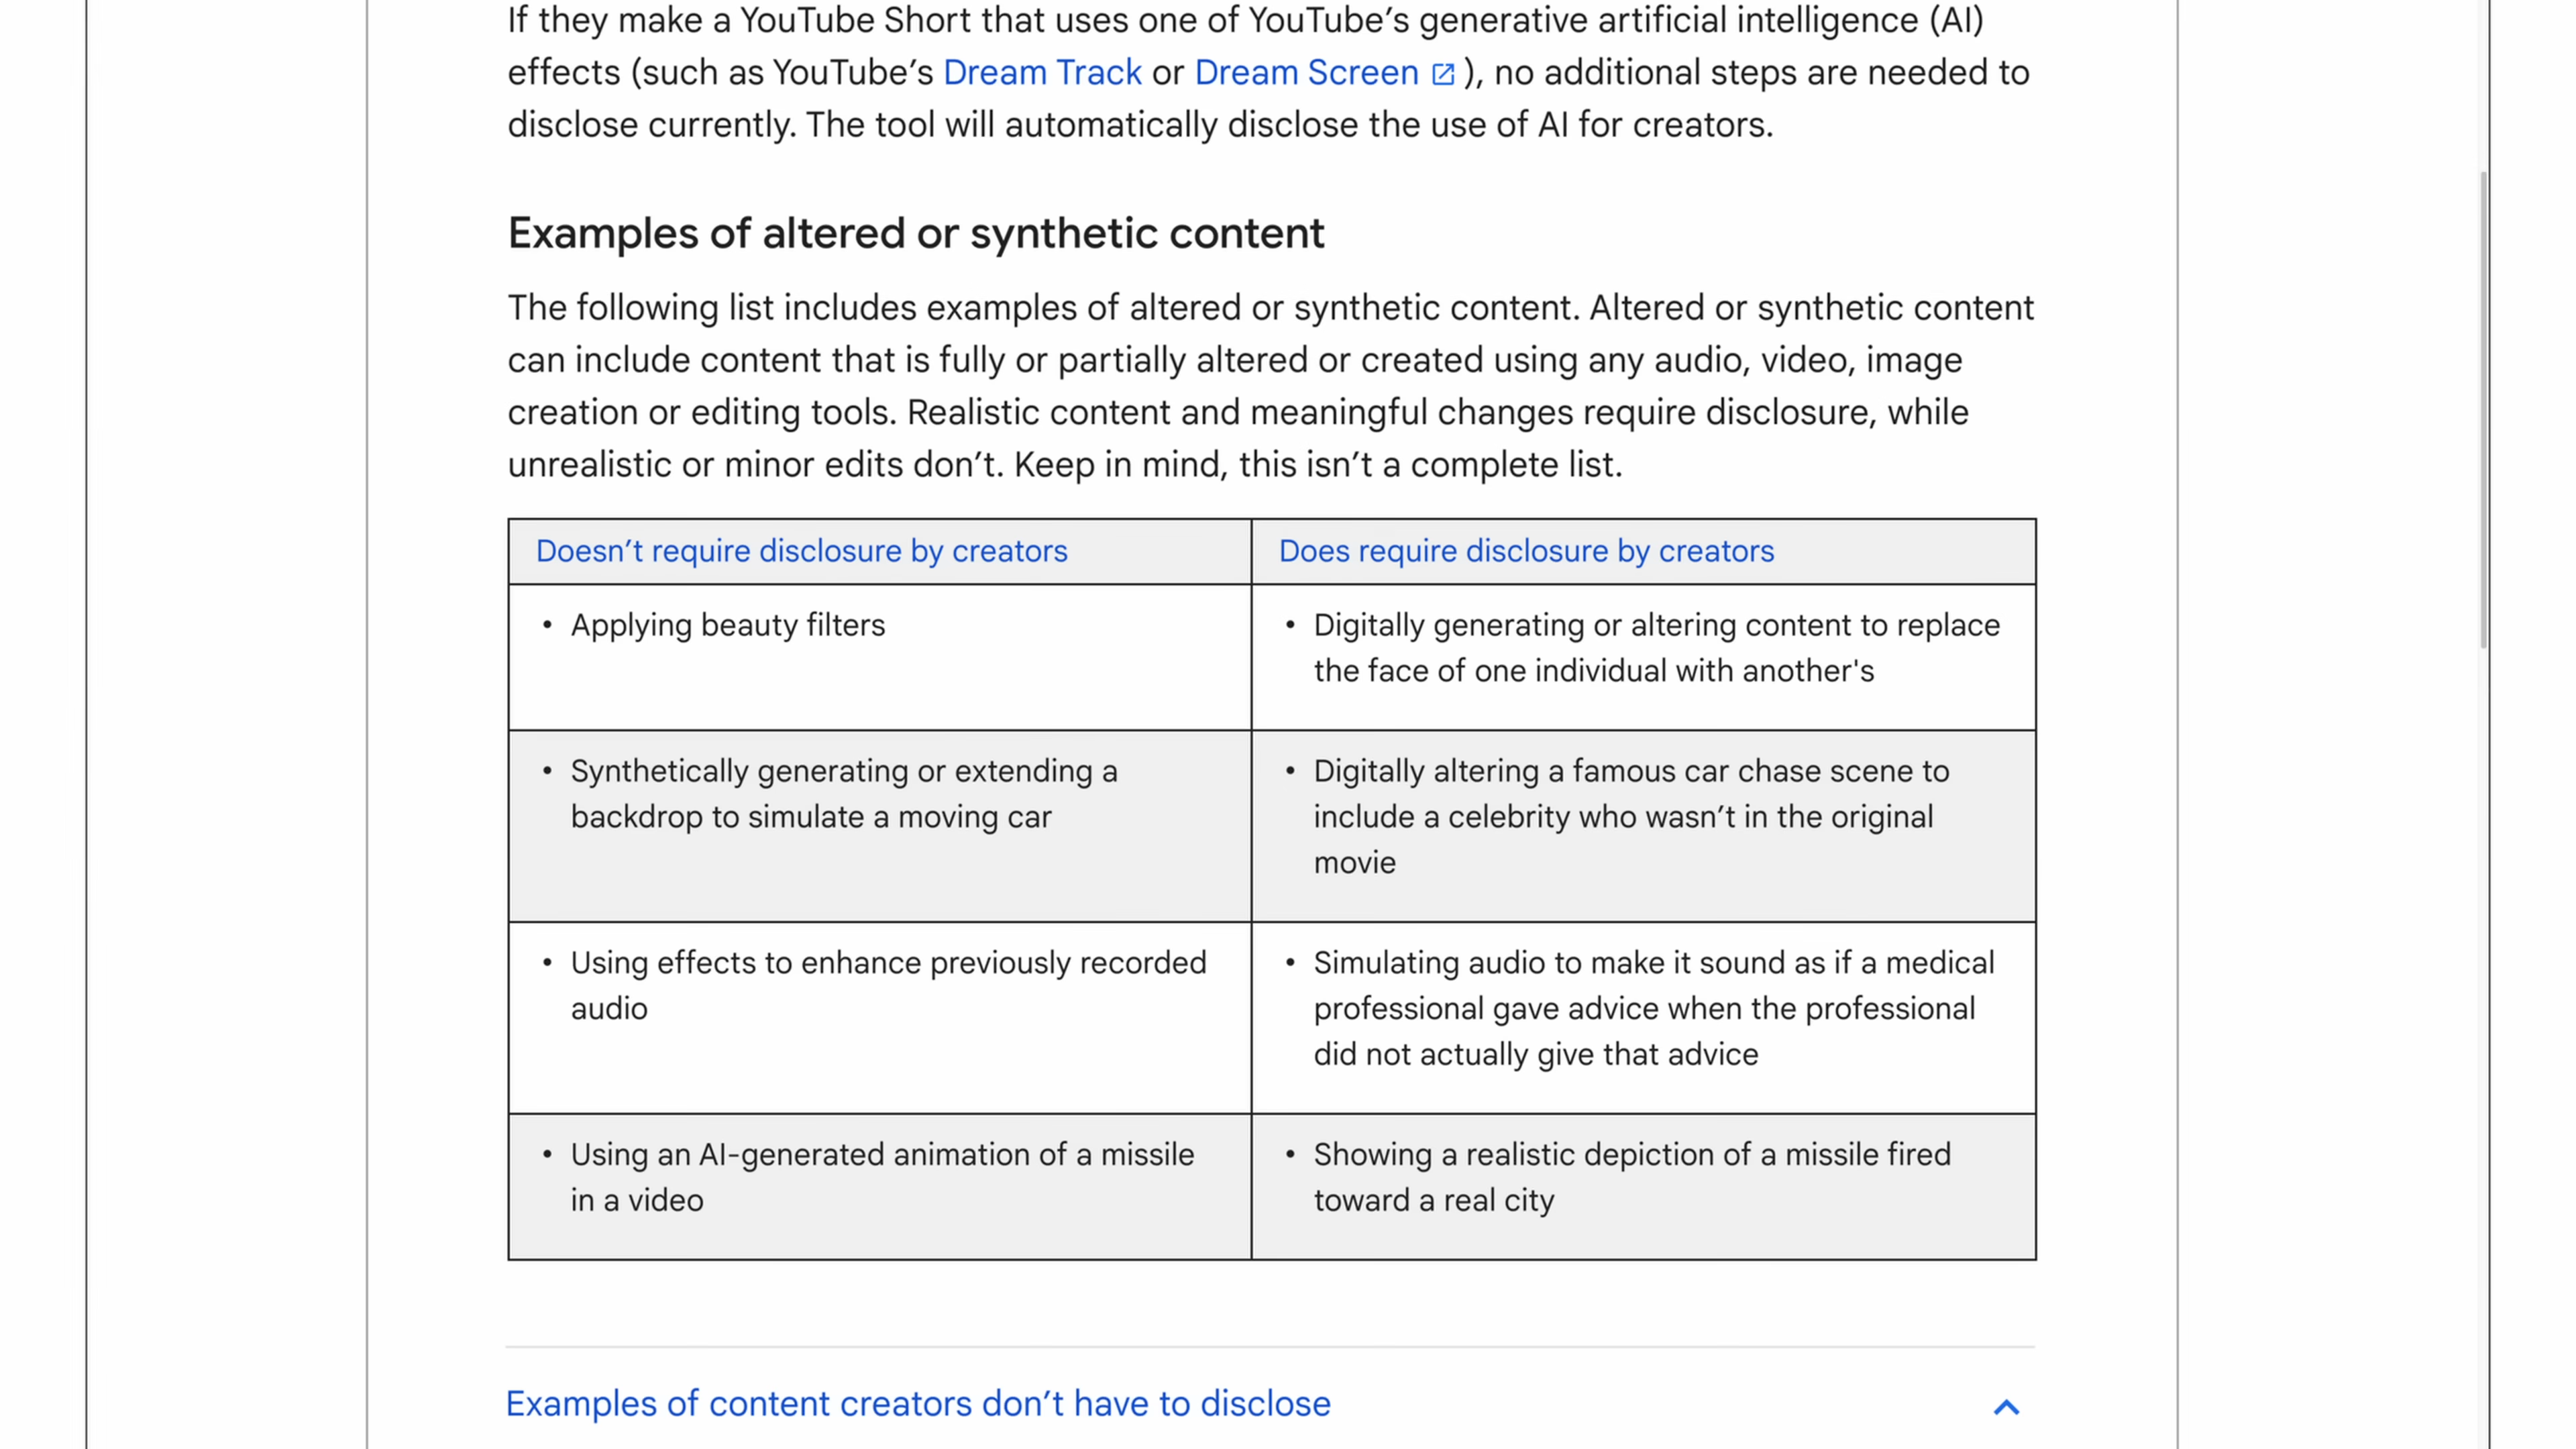 If they make a YouTube Short that uses one of YouTube’s generative artificial intelligence (AI)
effects (such as YouTube’s Dream Track or Dream Screen ), no additional steps are needed to
disclose currently. The tool will automatically disclose the use of AI for creators.
Examples of altered or synthetic content
The following list includes examples of altered or synthetic content. Altered or synthetic content
can include content that is fully or partially altered or created using any audio, video, image
creation or editing tools. Realistic content and meaningful changes require disclosure, while
unrealistic or minor edits don’t. Keep in mind, this isn’t a complete list.
Doesn’t require disclosure by creators
Does require disclosure by creators
• Applying beauty filters
• Digitally generating or altering content to replace
the face of one individual with another's
• Synthetically generating or extending a
backdrop to simulate a moving car
• Digitally altering a famous car chase scene to
include a celebrity who wasn’t in the original
movie
• Using effects to enhance previously recorded
audio
• Simulating audio to make it sound as if a medical
professional gave advice when the professional
did not actually give that advice
• Using an AI-generated animation of a missile
in a video
• Showing a realistic depiction of a missile fired
toward a real city
Examples of content creators don’t have to disclose